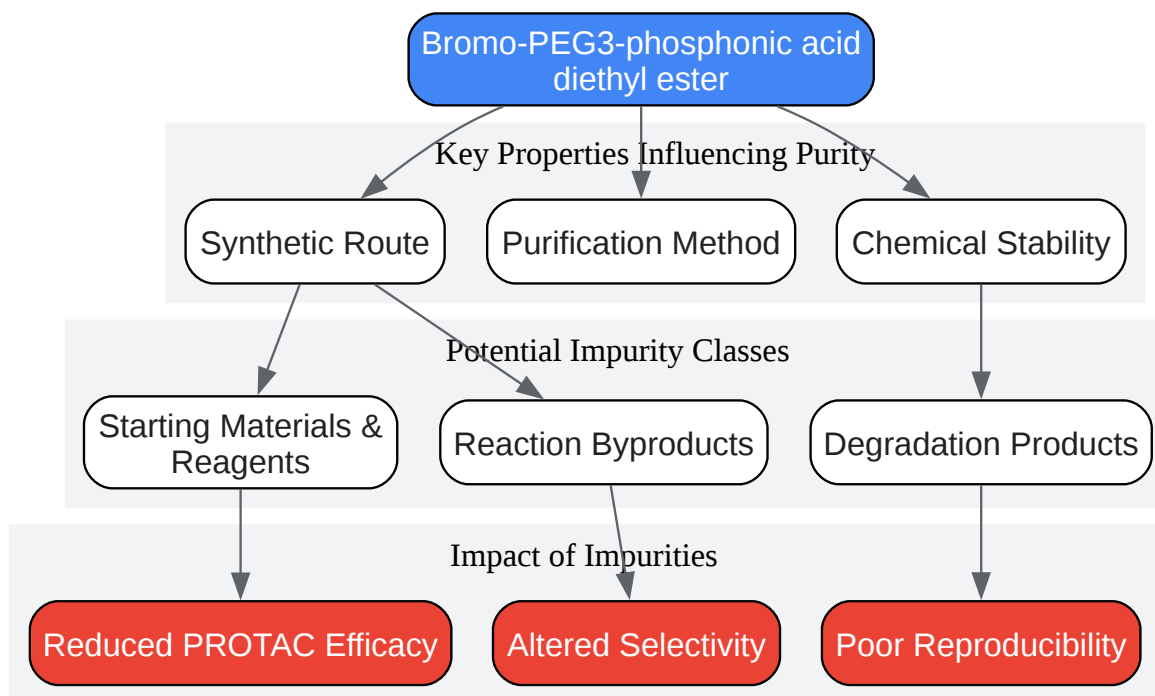 Bromo-PEG3-phosphonic acid
diethyl ester
Key Properties Influencing Purity
Synthetic Route
Purification Method
Chemical Stability
Potential Impurity Classes
Starting Materials &
Reagents
Reaction Byproducts
Degradation Products
Impact of Impurities
Reduced PROTAC Efficacy
Altered Selectivity
Poor Reproducibility